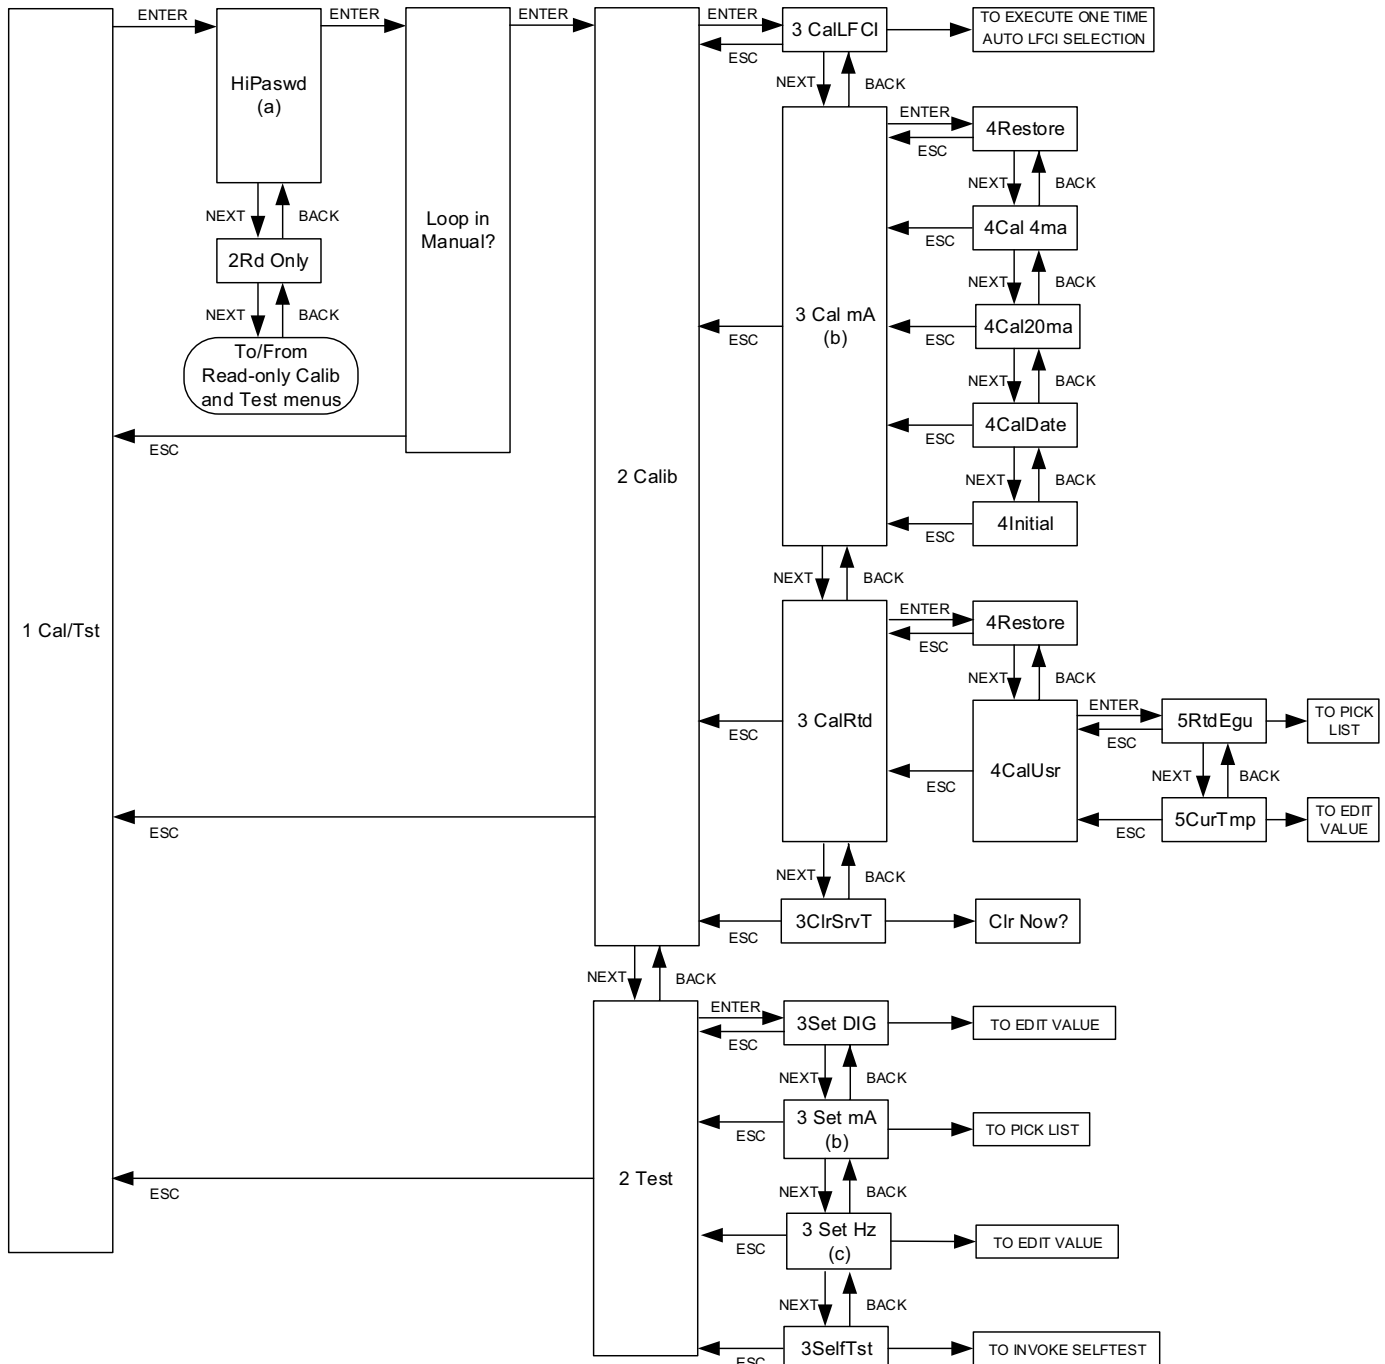 ENTER
ENTER
ENTER
ENTER
3 CalLFCI
TO EXECUTE ONE TIME
AUTO LFCI SELECTION
ESC
HiPaswd
(a)
NEXT
BACK
ENTER
4Restore
ESC
NEXT
BACK
NEXT
BACK
Loop in
Manual?
4Cal 4ma
ESC
2Rd Only
NEXT
BACK
NEXT
BACK
3 Cal mA
(b)
ESC
4Cal20ma
ESC
To/From
Read-only Calib
and Test menus
NEXT
BACK
4CalDate
ESC
ESC
2 Calib
NEXT
BACK
4Initial
ESC
NEXT
BACK
ENTER
4Restore
ESC
1 Cal/Tst
NEXT
BACK
3 CalRtd
ESC
ENTER
5RtdEgu
TO PICK
LIST
ESC
4CalUsr
ESC
NEXT
BACK
5CurTmp
TO EDIT
VALUE
ESC
ESC
NEXT
BACK
3ClrSrvT
Clr Now?
ESC
NEXT
BACK
ENTER
3Set DIG
TO EDIT VALUE
ESC
NEXT
BACK
3 Set mA
(b)
TO PICK LIST
ESC
2 Test
ESC
NEXT
BACK
3 Set Hz
(c)
TO EDIT VALUE
ESC
NEXT
BACK
3SelfTst
TO INVOKE SELFTEST
ESC